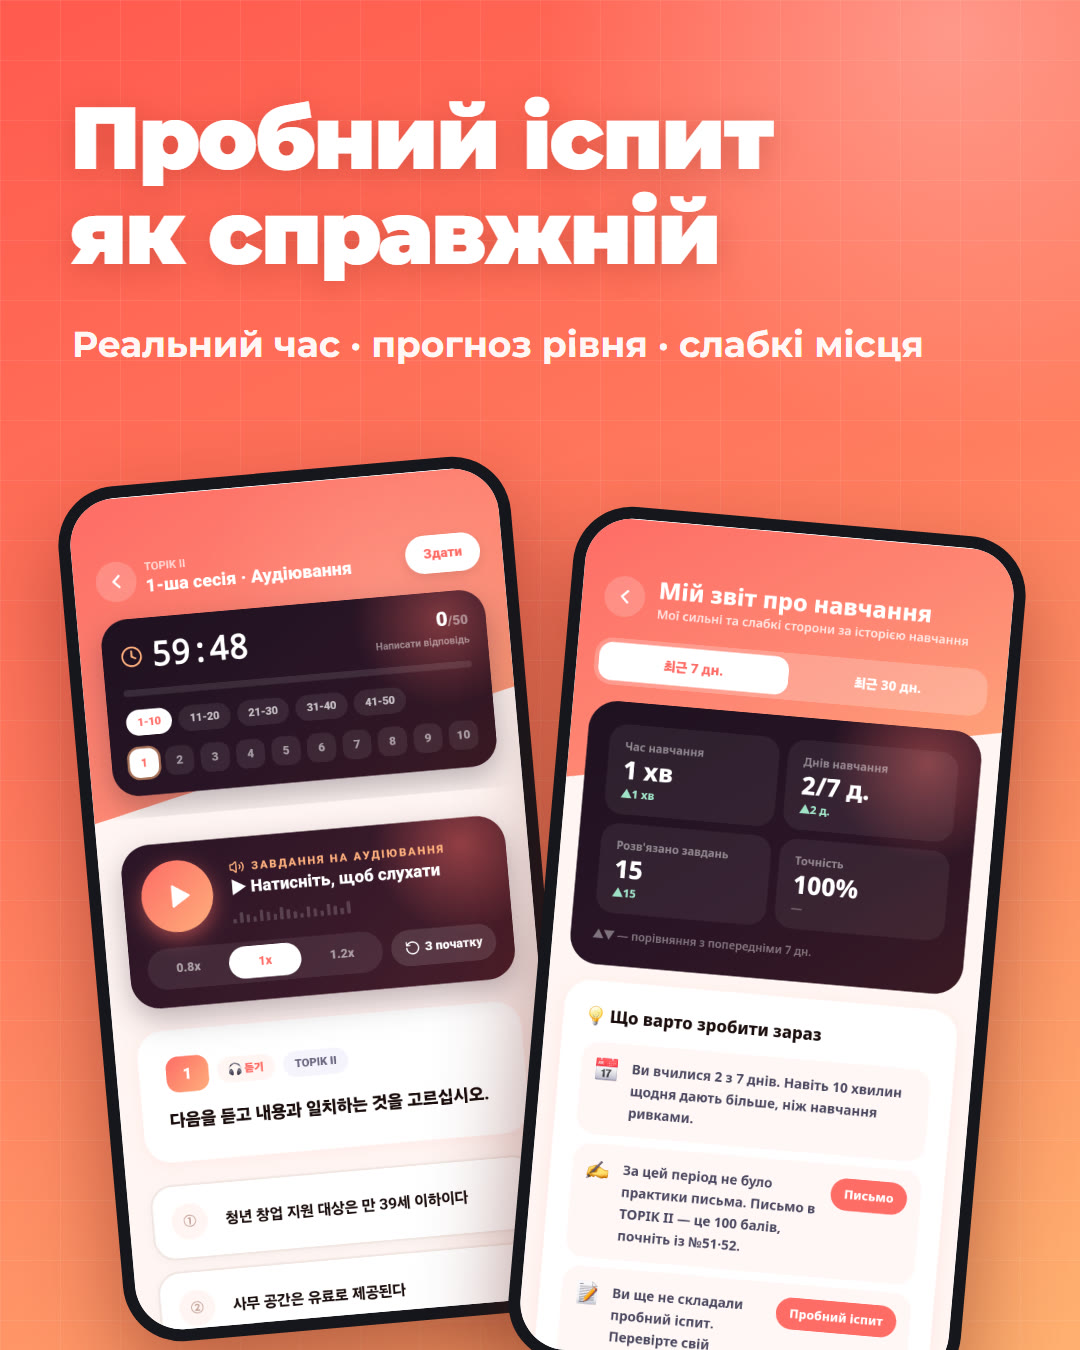 Пробний іспит
як справжній
Реальний час · прогноз рівня · слабкі місця
TOPIK II
1-ша сесія · Аудіювання
Здати
59:48
0/50
Написати відповідь
1-10
11-20
21-30
31-40
41-50
1
2
3
4
5
6
7
8
9
10
ЗАВДАННЯ НА АУДІЮВАННЯ
▶ Натисніть, щоб слухати
0.8x
1x
1.2x
З початку
1
🎧 듣기
TOPIK II
다음을 듣고 내용과 일치하는 것을 고르십시오.
① 청년 창업 지원 대상은 만 39세 이하이다
② 사무 공간은 유료로 제공된다
Мій звіт про навчання
Мої сильні та слабкі сторони за історією навчання
최근 7 дн.
최근 30 дн.
Час навчання
1 хв
▲1 хв
Днів навчання
2/7 д.
▲2 д.
Розв'язано завдань
15
▲15
Точність
100%
—
▲▼ — порівняння з попередніми 7 дн.
💡 Що варто зробити зараз
Ви вчилися 2 з 7 днів. Навіть 10 хвилин
щодня дають більше, ніж навчання
ривками.
За цей період не було
практики письма. Письмо в
TOPIK II — це 100 балів,
почніть із №51-52.
Письмо
Ви ще не складали
пробний іспит.
Перевірте свій
Пробний іспит